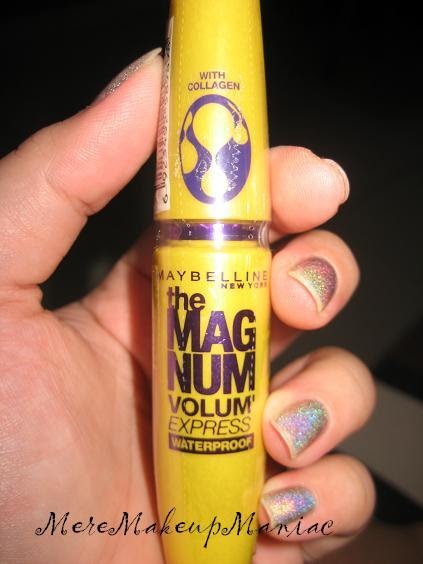 WITH
COLLAGEN
MAYBELLINE
NEW YORK
the
MAG
NUM
VOLUM'
EXPRESS
WATERPROOF
MereMakeupManiac